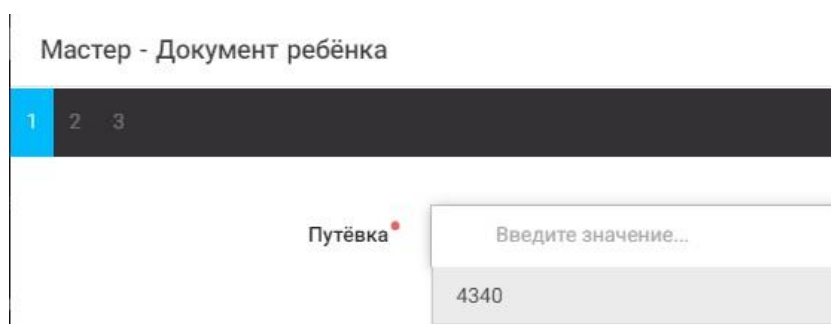 Мастер - Документ ребёнка
1 2 3
Путёвка
Введите значение...
4340